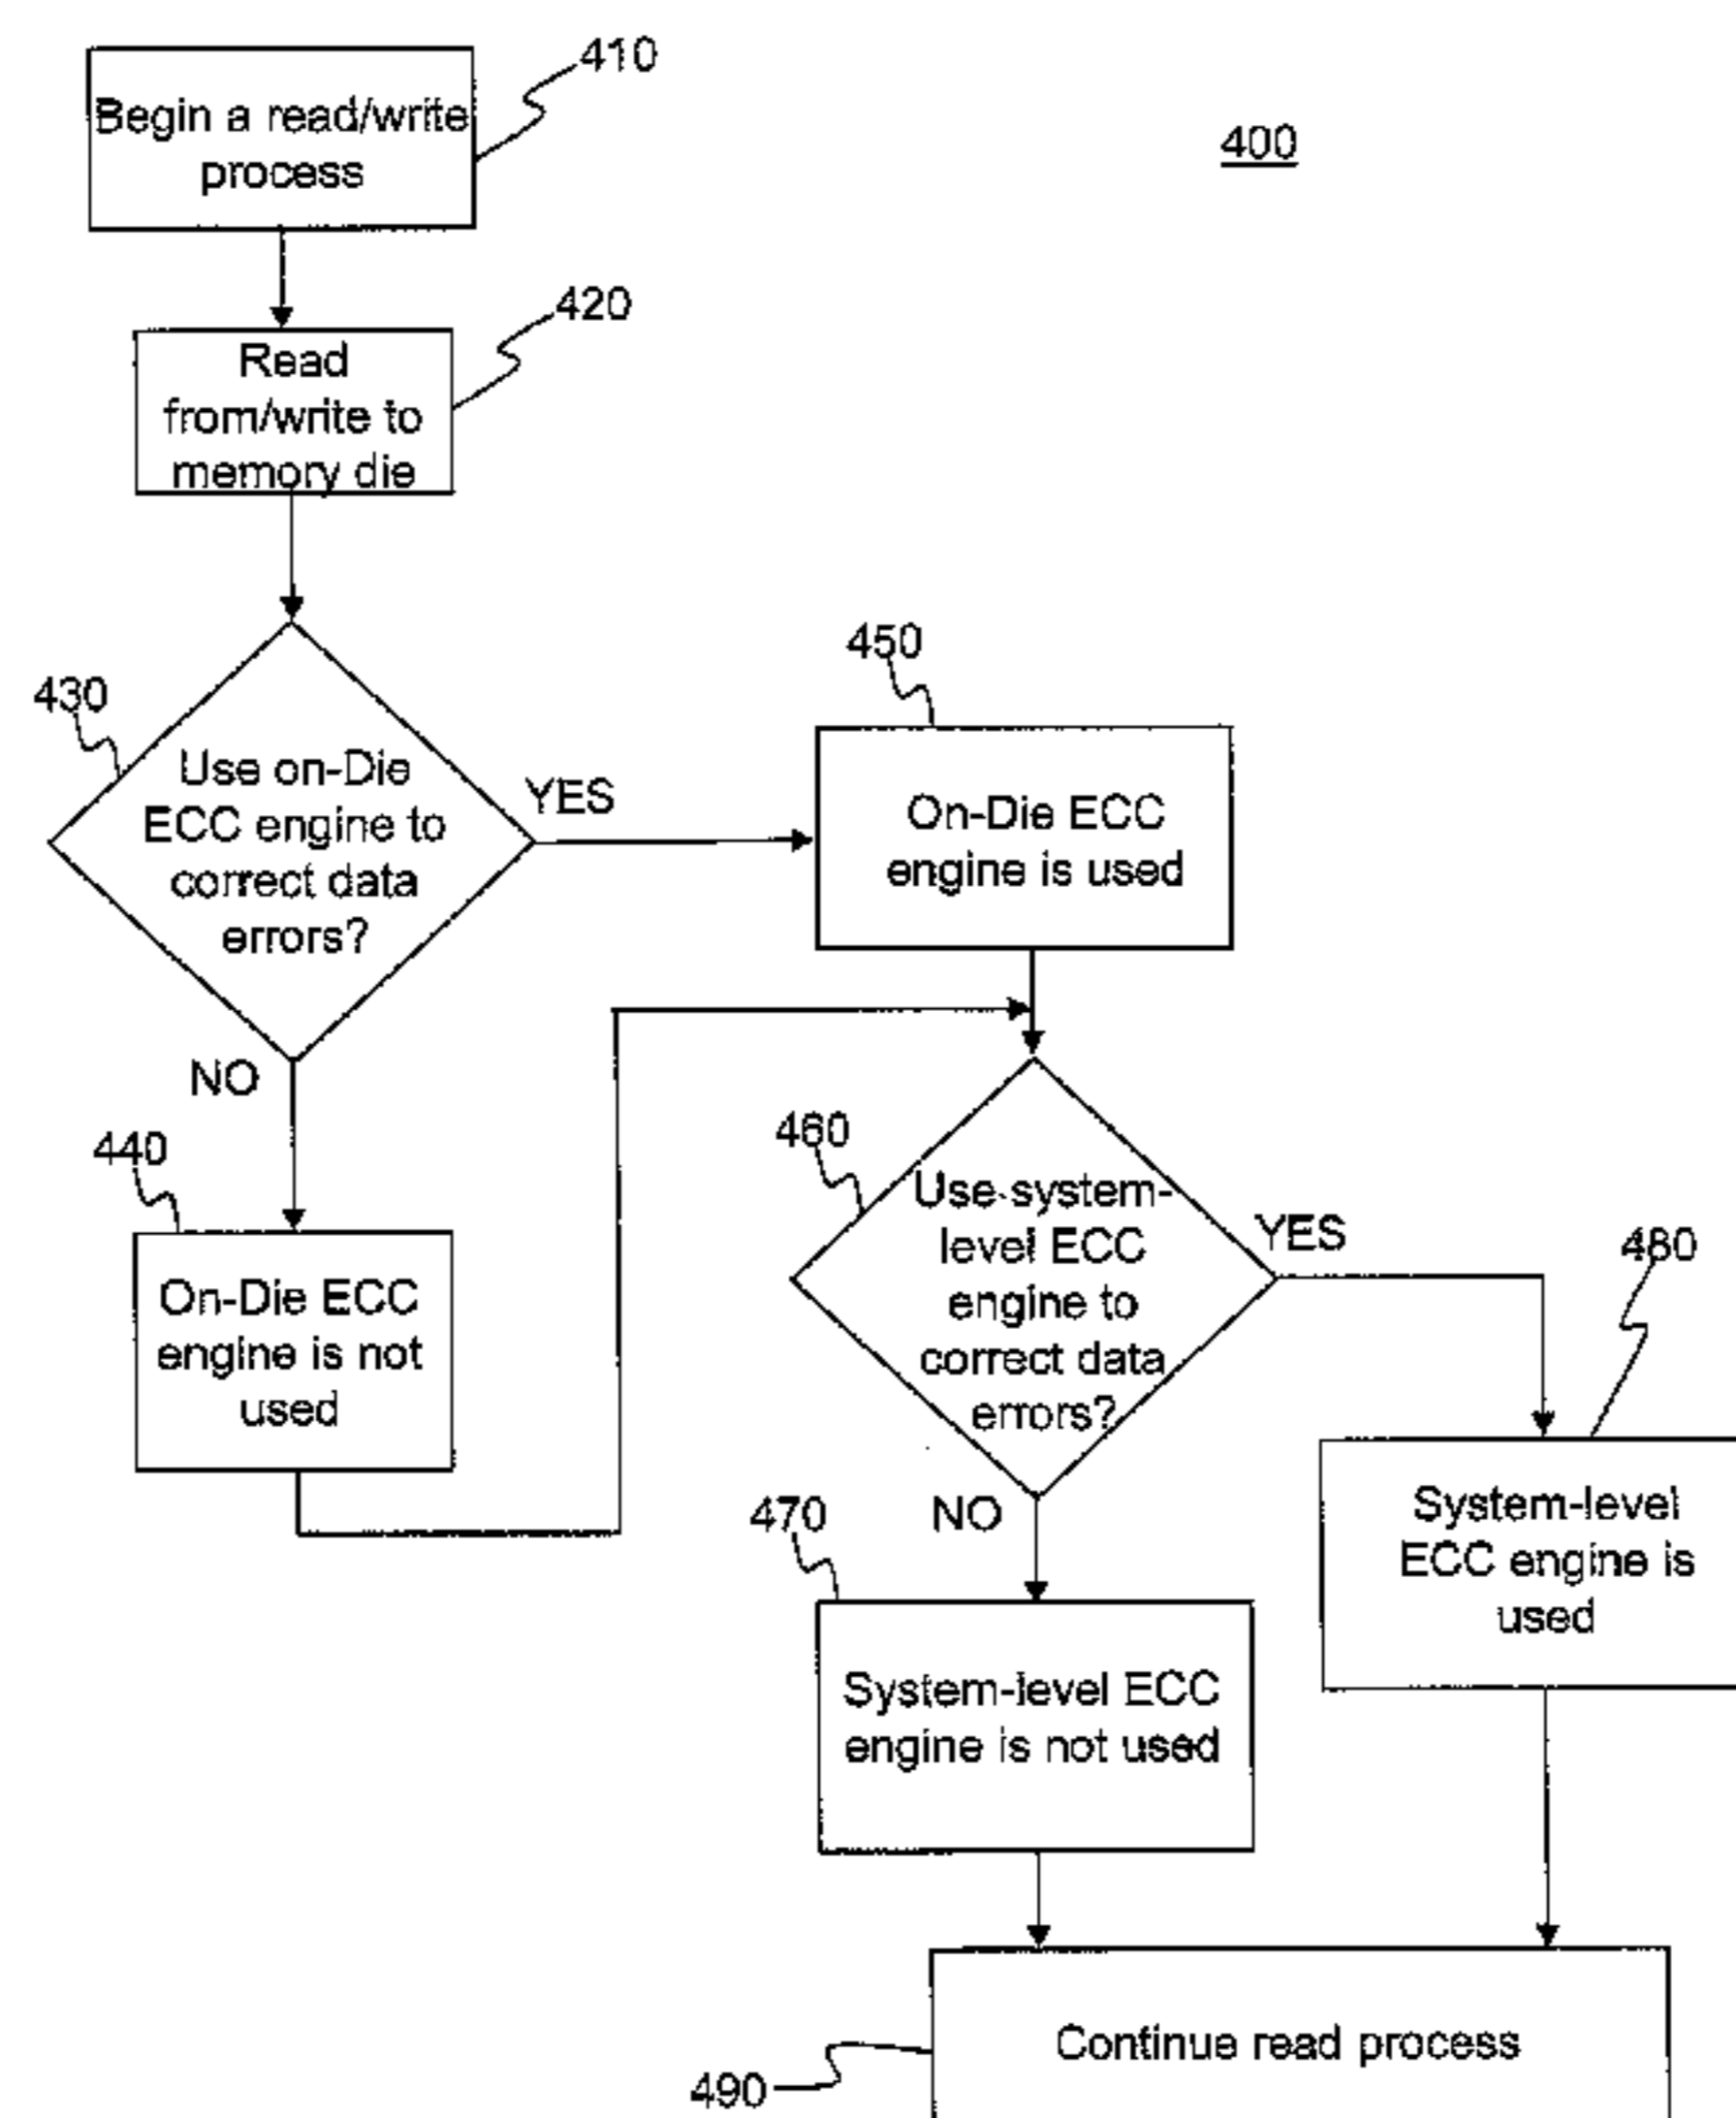 410
Begin a read/write
process
400
420
Read
from/write to
memory die
430
Use on-Die
ECC engine to
correct data
errors?
YES
450
On-Die ECC
engine is used
NO
440
On-Die ECC
engine is not
used
460
Use system-
level ECC
engine to
correct data
errors?
YES
480
System-level
ECC engine is
used
NO
470
System-level ECC
engine is not used
490
Continue read process